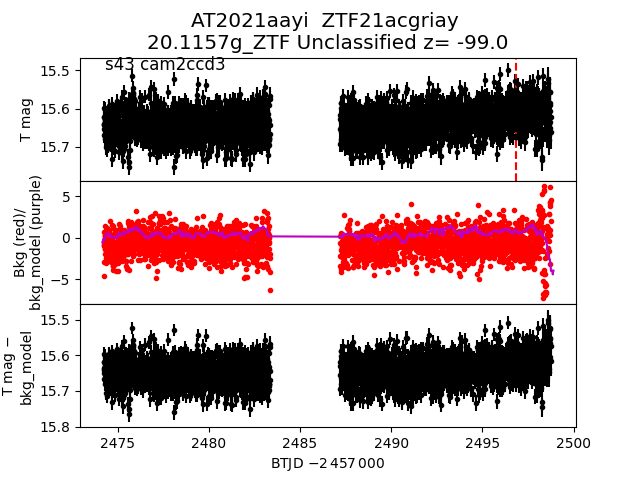 AT2021aayi  ZTF21acgriay
20.1157g_ZTF Unclassified z= -99.0
s43 cam2ccd3
15.5
15.6
15.7
T mag
5
0
−5
Bkg (red)/
bkg_model (purple)
15.5
15.6
15.7
15.8
T mag −
bkg_model
2475 2480 2485 2490 2495 2500
BTJD −2 457 000